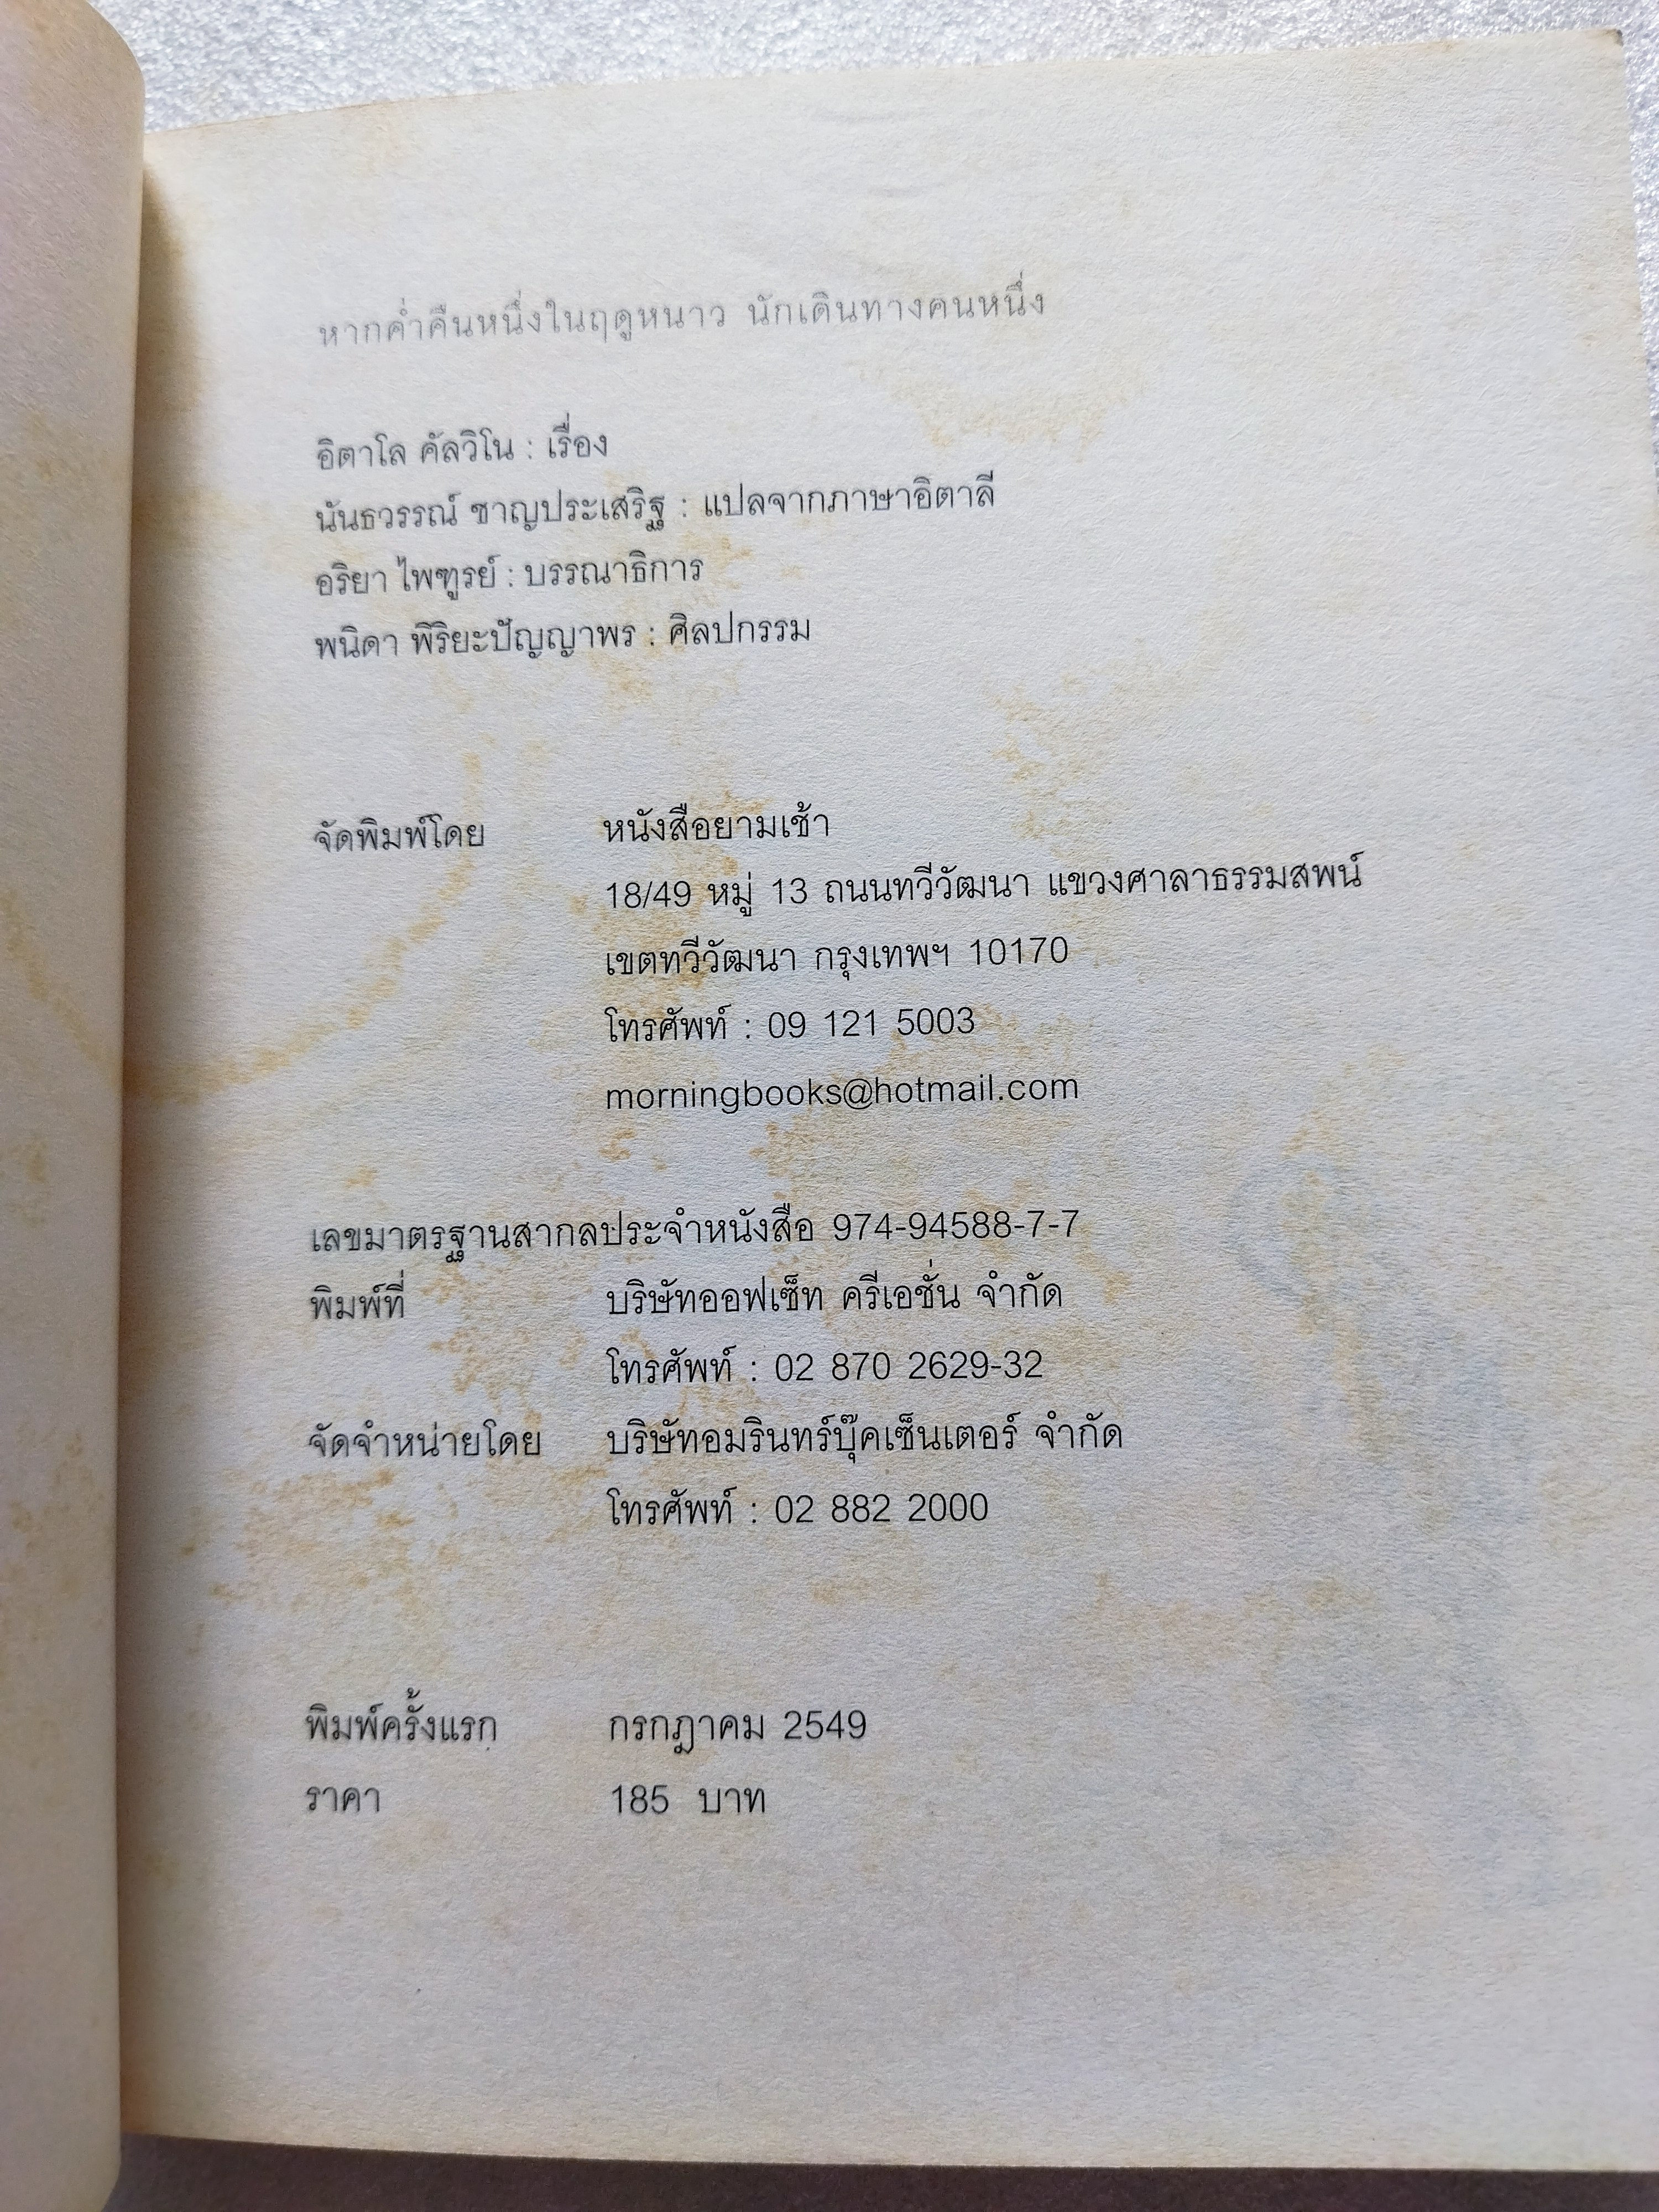 หากค่ำคืนหนึ่งในฤดูหนาว นักเดินทางคนหนึ่ง
อิตาโล คัลวิโน : เรื่อง
นันธวรรณ์ ชาญประเสริฐ : แปลจากภาษาอิตาลี
อริยา ไพฑูรย์ : บรรณาธิการ
พนิดา พิริยะปัญญาพร : ศิลปกรรม
จัดพิมพ์โดย หนังสือยามเช้า
18/49 หมู่ 13 ถนนทวีวัฒนา แขวงศาลาธรรมสพน์
เขตทวีวัฒนา กรุงเทพฯ 10170
โทรศัพท์ : 09 121 5003
morningbooks@hotmail.com
เลขมาตรฐานสากลประจำหนังสือ 974-94588-7-7
พิมพ์ที่ บริษัทออฟเซ็ท ครีเอชั่น จำกัด
โทรศัพท์ : 02 870 2629-32
จัดจำหน่ายโดย บริษัทอมรินทร์บุ๊คเซ็นเตอร์ จำกัด
โทรศัพท์ : 02 882 2000
พิมพ์ครั้งแรก กรกฎาคม 2549
ราคา 185 บาท